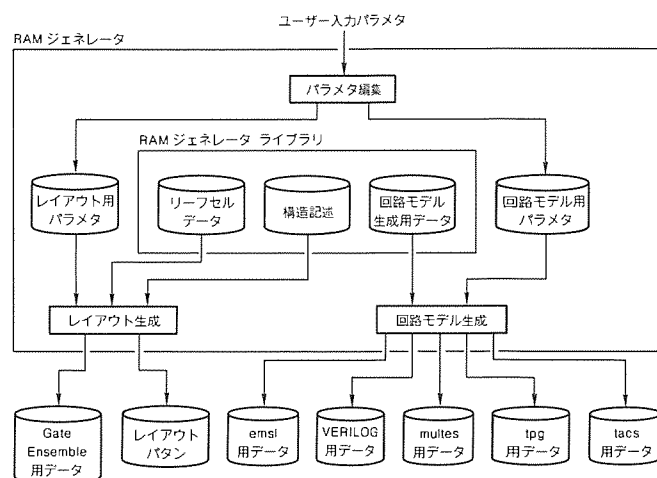 ユーザー入力パラメタ
RAM ジェネレータ
パラメタ編集
RAM ジェネレータ ライブラリ
レイアウト用
パラメタ
リーフセル
データ
構造記述
回路モデル
生成用データ
回路モデル用
パラメタ
レイアウト生成
回路モデル生成
Gate
Ensemble
用データ
レイアウト
パタン
emsl
用データ
VERILOG
用データ
multes
用データ
tpg
用データ
tacs
用データ